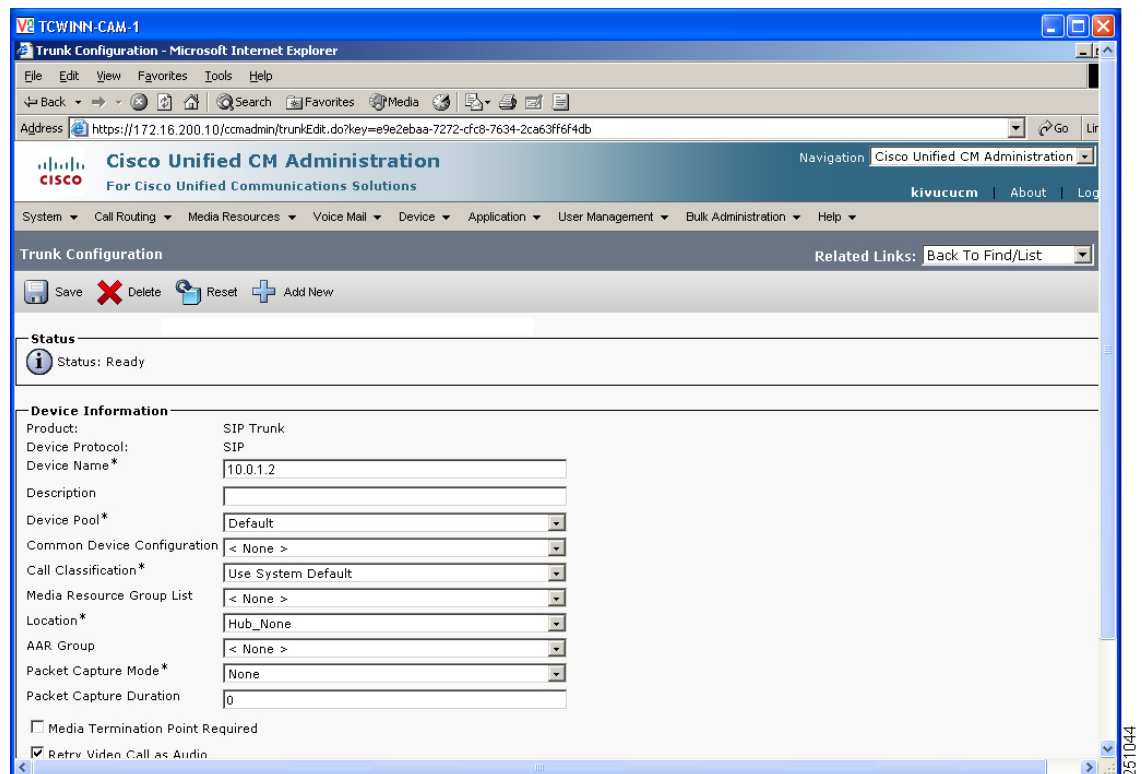 TCWINN-CAM-1
Trunk Configuration - Microsoft Internet Explorer
File Edit View Favorites Tools Help
Back Search Favorites Media
Address https://172.16.200.10/ccmadmin/trunkEdit.do?key=e9e2ebaa-7272-cfc8-7634-2ca63ff6f4db Go
CISCO Cisco Unified CM Administration Navigation Cisco Unified CM Administration
For Cisco Unified Communications Solutions
kivucucm | About | Log
System Call Routing Media Resources Voice Mail Device Application User Management Bulk Administration Help
Trunk Configuration Related Links: Back To Find/List
Save Delete Reset Add New
Status
Status: Ready
Device Information
Product: SIP Trunk
Device Protocol: SIP
Device Name* 10.0.1.2
Description
Device Pool* Default
Common Device Configuration < None >
Call Classification* Use System Default
Media Resource Group List < None >
Location* Hub_None
AAR Group < None >
Packet Capture Mode* None
Packet Capture Duration 0
Media Termination Point Required
Retry Video Call as Audio
251044